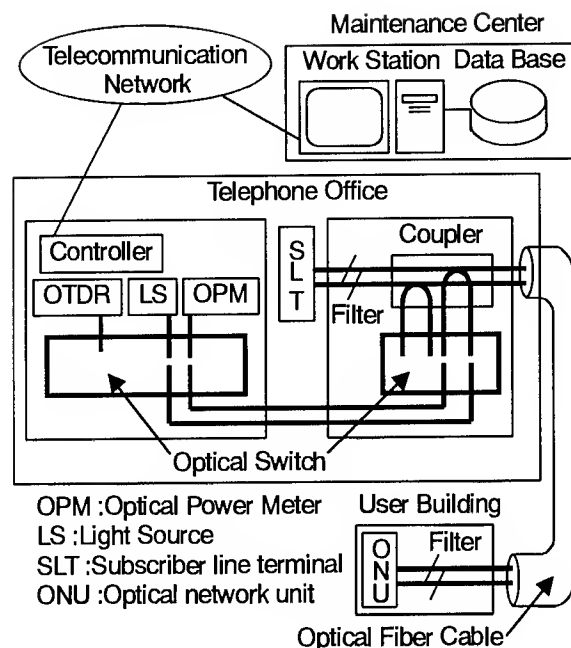 Maintenance Center
Telecommunication
Network
Work Station Data Base
Telephone Office
Controller
OTDR LS OPM
SLT
Coupler
Filter
Optical Switch
OPM :Optical Power Meter
LS :Light Source
SLT :Subscriber line terminal
ONU :Optical network unit
User Building
ONU
Filter
Optical Fiber Cable